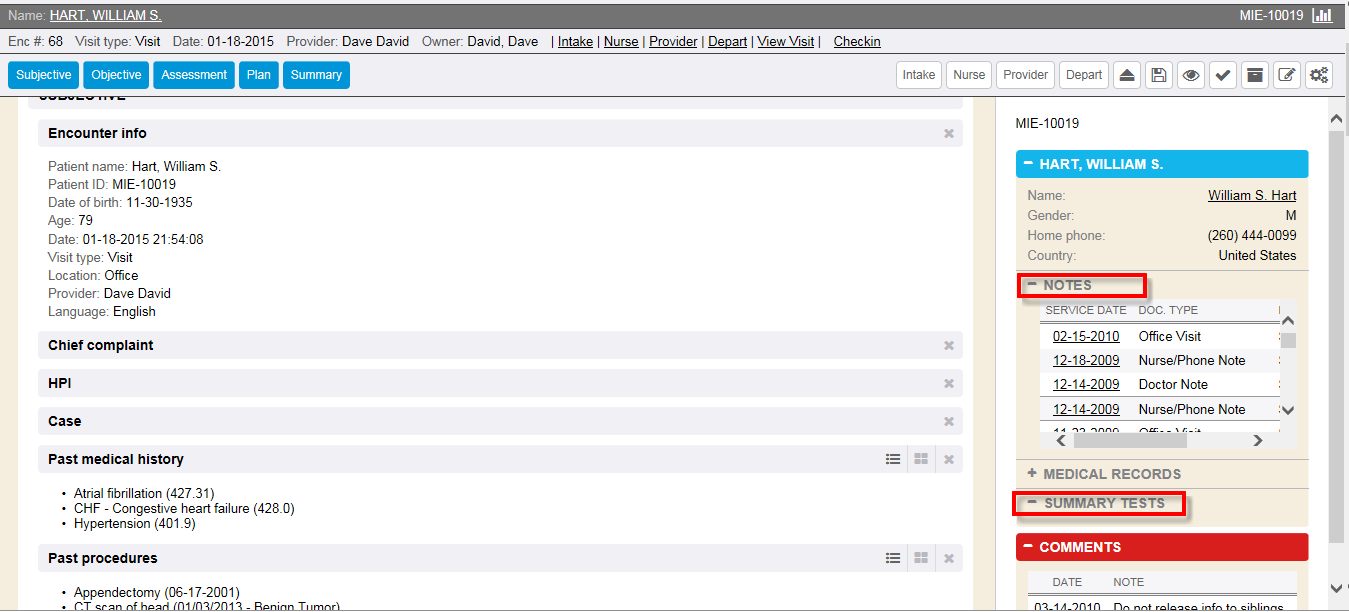 Name: HART, WILLIAM S. MIE-10019
Enc #: 68 Visit type: Visit Date: 01-18-2015 Provider: Dave David Owner: David, Dave | Intake | Nurse | Provider | Depart | View Visit | Checkin
Subjective Objective Assessment Plan Summary Intake Nurse Provider Depart
SUBJECTIVE
Encounter info
Patient name: Hart, William S.
Patient ID: MIE-10019
Date of birth: 11-30-1935
Age: 79
Date: 01-18-2015 21:54:08
Visit type: Visit
Location: Office
Provider: Dave David
Language: English
Chief complaint
HPI
Case
Past medical history
• Atrial fibrillation (427.31)
• CHF - Congestive heart failure (428.0)
• Hypertension (401.9)
Past procedures
• Appendectomy (06-17-2001)
• CT scan of head (01/03/2013 - Benign Tumor)
MIE-10019
− HART, WILLIAM S.
Name: William S. Hart
Gender: M
Home phone: (260) 444-0099
Country: United States
− NOTES
SERVICE DATE DOC. TYPE
02-15-2010 Office Visit
12-18-2009 Nurse/Phone Note
12-14-2009 Doctor Note
12-14-2009 Nurse/Phone Note
11-23-2009 Office Visit
+ MEDICAL RECORDS
− SUMMARY TESTS
− COMMENTS
DATE NOTE
03-14-2010 Do not release info to siblings